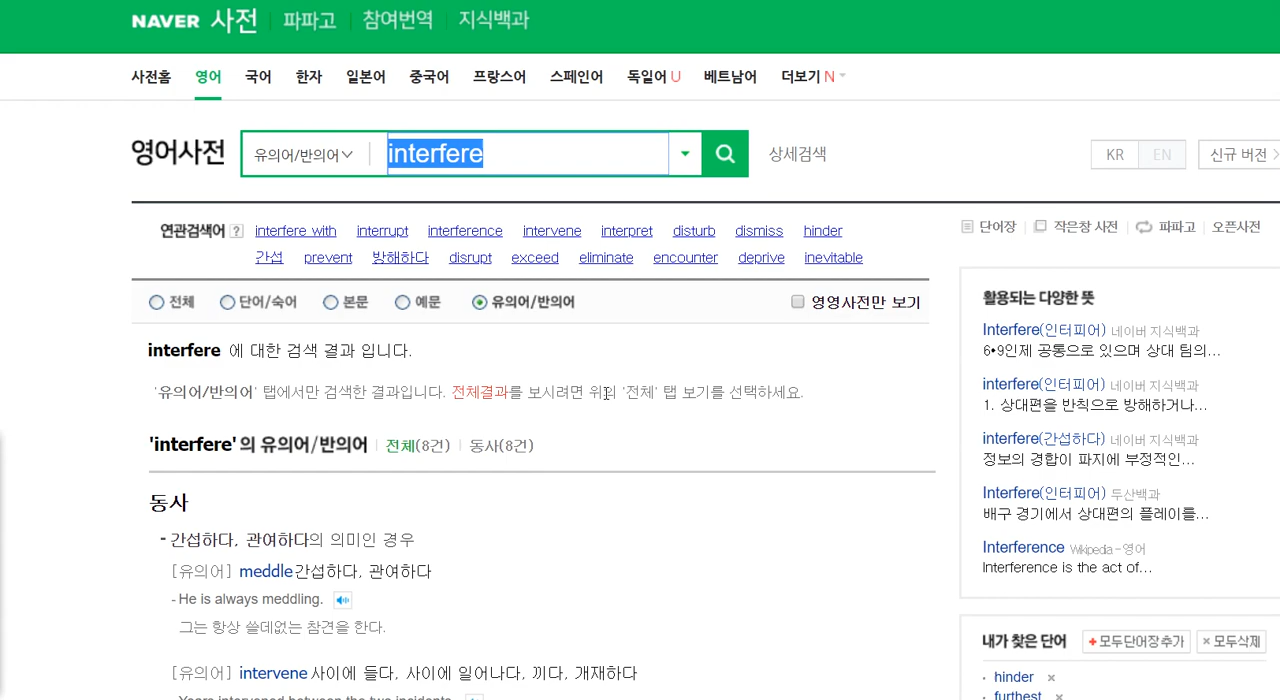 NAVER 사전 파파고 참여번역 지식백과
사전홈 영어 국어 한자 일본어 중국어 프랑스어 스페인어 독일어 U 베트남어 더보기 N
영어사전 유의어/반의어 interfere 상세검색 KR EN 신규 버전
연관검색어 ? interfere with interrupt interference intervene interpret disturb dismiss hinder
간섭 prevent 방해하다 disrupt exceed eliminate encounter deprive inevitable
단어장 작은창 사전 파파고 오픈사전
전체 단어/숙어 본문 예문 유의어/반의어 영영사전만 보기
interfere 에 대한 검색 결과 입니다.
'유의어/반의어' 탭에서만 검색한 결과입니다. 전체결과를 보시려면 위의 '전체' 탭 보기를 선택하세요.
'interfere'의 유의어/반의어 전체(8건) 동사(8건)
동사
- 간섭하다, 관여하다의 의미인 경우
[유의어] meddle 간섭하다, 관여하다
- He is always meddling.
그는 항상 쓸데없는 참견을 한다.
[유의어] intervene 사이에 들다, 사이에 일어나다, 끼다, 개재하다
Years intervened between the two incidents.
활용되는 다양한 뜻
Interfere(인터피어) 네이버 지식백과
6•9인제 공통으로 있으며 상대 팀의...
interfere(인터피어) 네이버 지식백과
1. 상대편을 반칙으로 방해하거나...
interfere(간섭하다) 네이버 지식백과
정보의 경합이 파지에 부정적인...
Interfere(인터피어) 두산백과
배구 경기에서 상대편의 플레이를...
Interference Wikipedia-영어
Interference is the act of...
내가 찾은 단어 +모두단어장추가 ×모두삭제
· hinder ×
· furthest ×